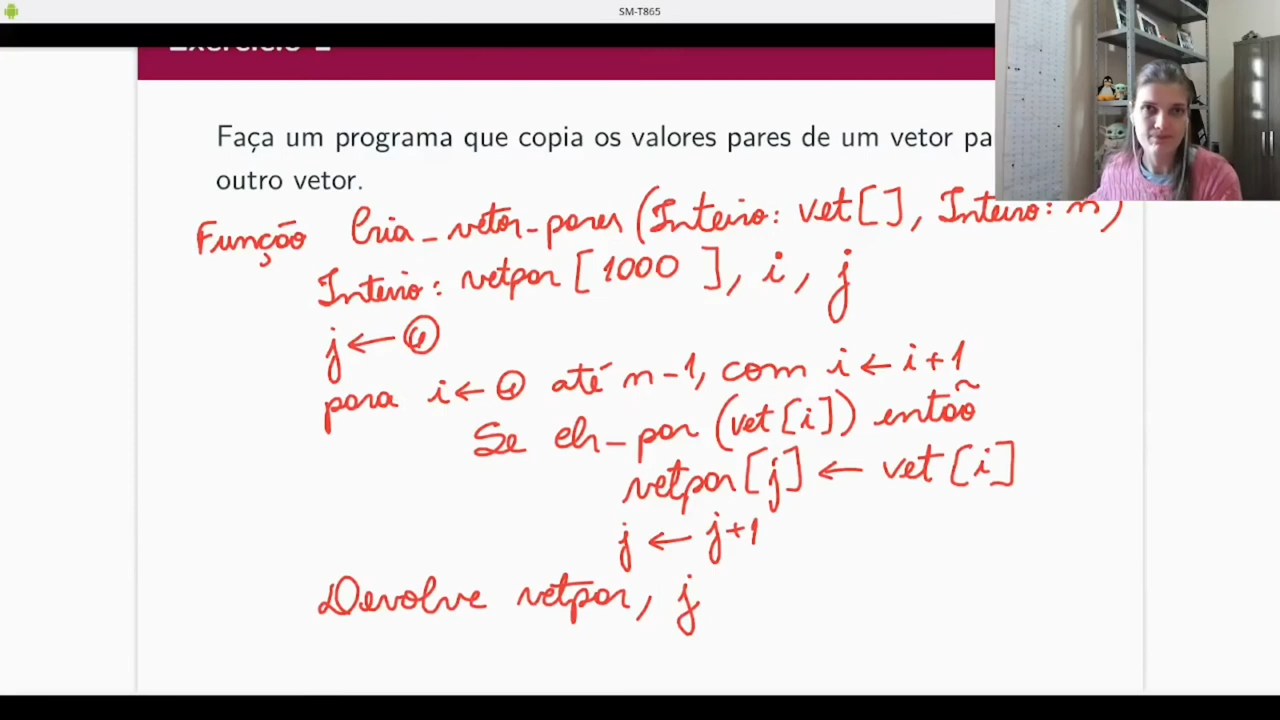 SM-T865
Exercício 1
Faça um programa que copia os valores pares de um vetor pa
outro vetor.
Função Cria_vetor_pares (Inteiro: vet[], Inteiro: n)
Inteiro: vetpar [1000], i, j
j ← 0
para i ← 0 até n-1, com i ← i+1
Se eh_par (vet[i]) então
vetpar[j] ← vet[i]
j ← j+1
Devolve vetpar, j